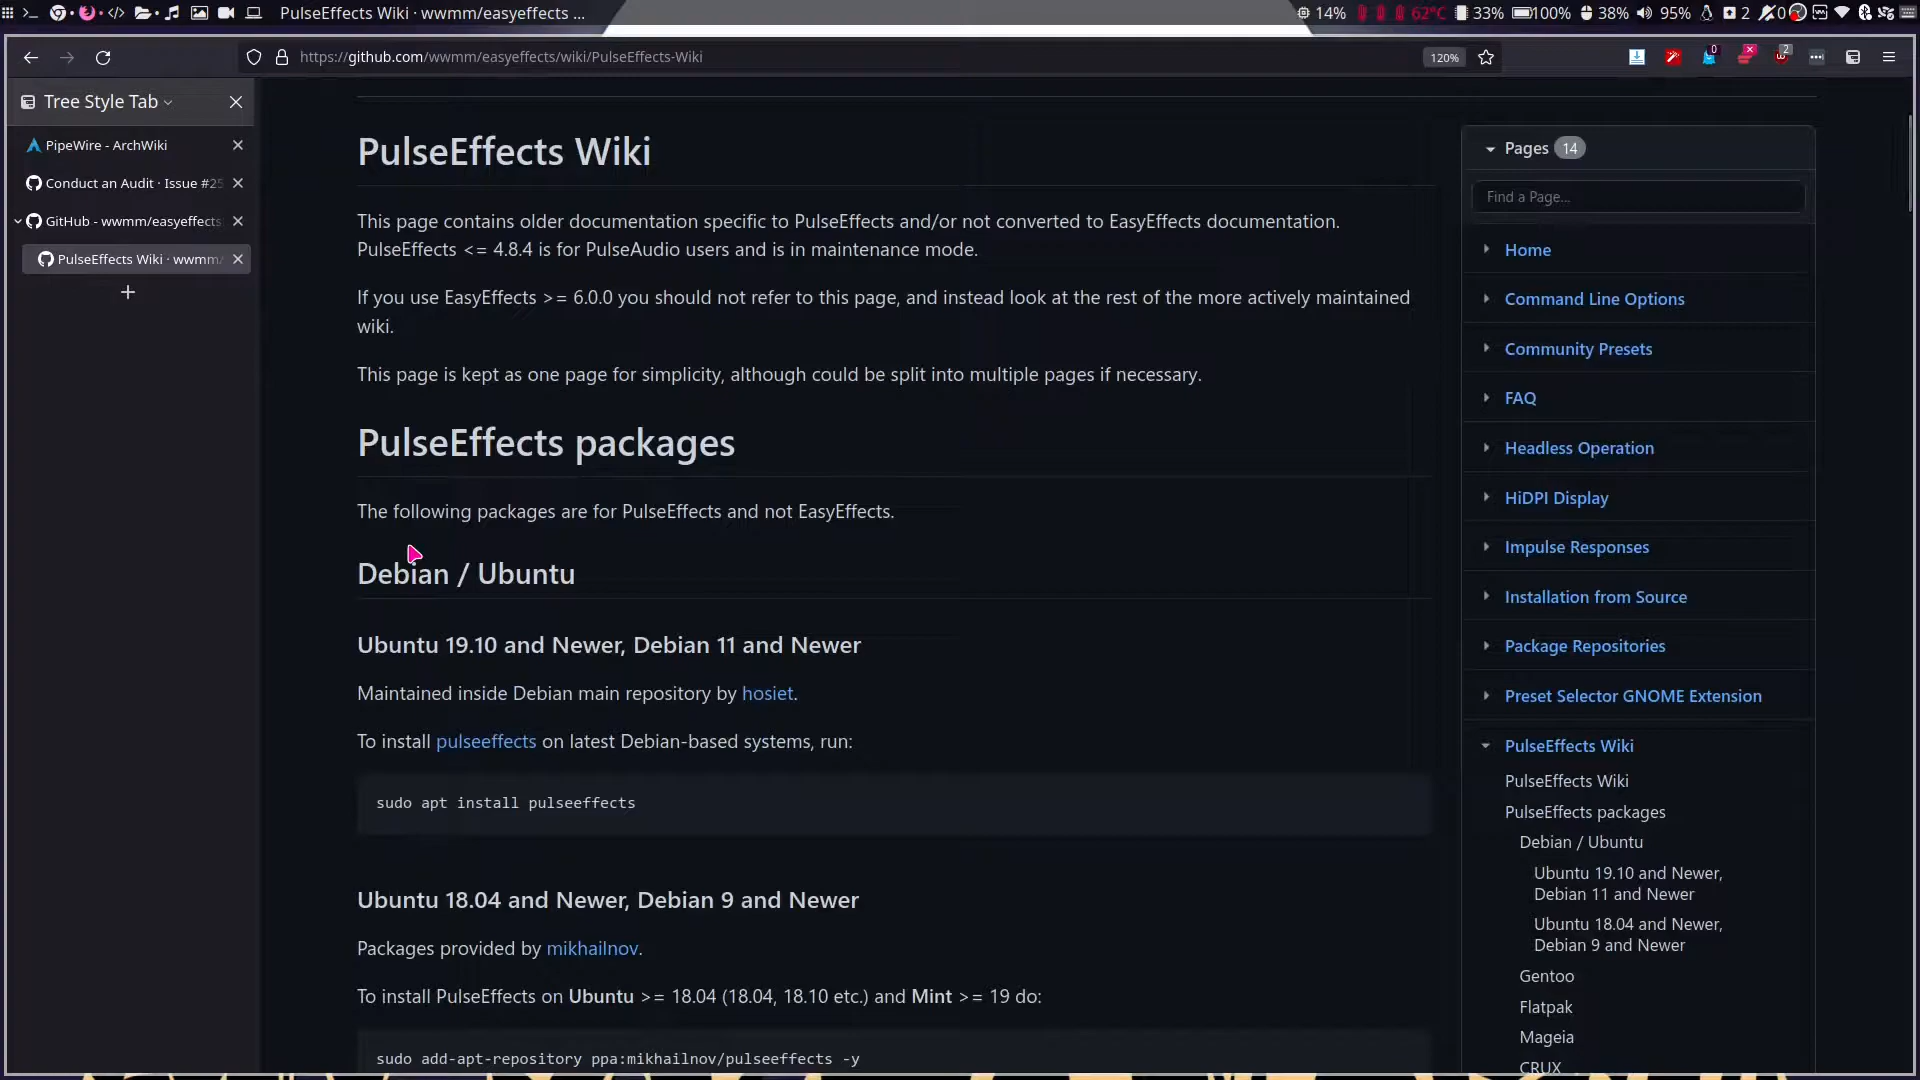 PulseEffects Wiki · wwmm/easyeffects ...
14%
62°C
33%
100%
38%
95%
2
0
https://github.com/wwmm/easyeffects/wiki/PulseEffects-Wiki
120%
0
2
Tree Style Tab
PipeWire - ArchWiki
Conduct an Audit · Issue #25
GitHub - wwmm/easyeffects
PulseEffects Wiki · wwmm/
PulseEffects Wiki
This page contains older documentation specific to PulseEffects and/or not converted to EasyEffects documentation.
PulseEffects <= 4.8.4 is for PulseAudio users and is in maintenance mode.
If you use EasyEffects >= 6.0.0 you should not refer to this page, and instead look at the rest of the more actively maintained
wiki.
This page is kept as one page for simplicity, although could be split into multiple pages if necessary.
PulseEffects packages
The following packages are for PulseEffects and not EasyEffects.
Debian / Ubuntu
Ubuntu 19.10 and Newer, Debian 11 and Newer
Maintained inside Debian main repository by hosiet.
To install pulseeffects on latest Debian-based systems, run:
sudo apt install pulseeffects
Ubuntu 18.04 and Newer, Debian 9 and Newer
Packages provided by mikhailnov.
To install PulseEffects on Ubuntu >= 18.04 (18.04, 18.10 etc.) and Mint >= 19 do:
sudo add-apt-repository ppa:mikhailnov/pulseeffects -y
Pages 14
Find a Page...
Home
Command Line Options
Community Presets
FAQ
Headless Operation
HiDPI Display
Impulse Responses
Installation from Source
Package Repositories
Preset Selector GNOME Extension
PulseEffects Wiki
PulseEffects Wiki
PulseEffects packages
Debian / Ubuntu
Ubuntu 19.10 and Newer,
Debian 11 and Newer
Ubuntu 18.04 and Newer,
Debian 9 and Newer
Gentoo
Flatpak
Mageia
CRUX